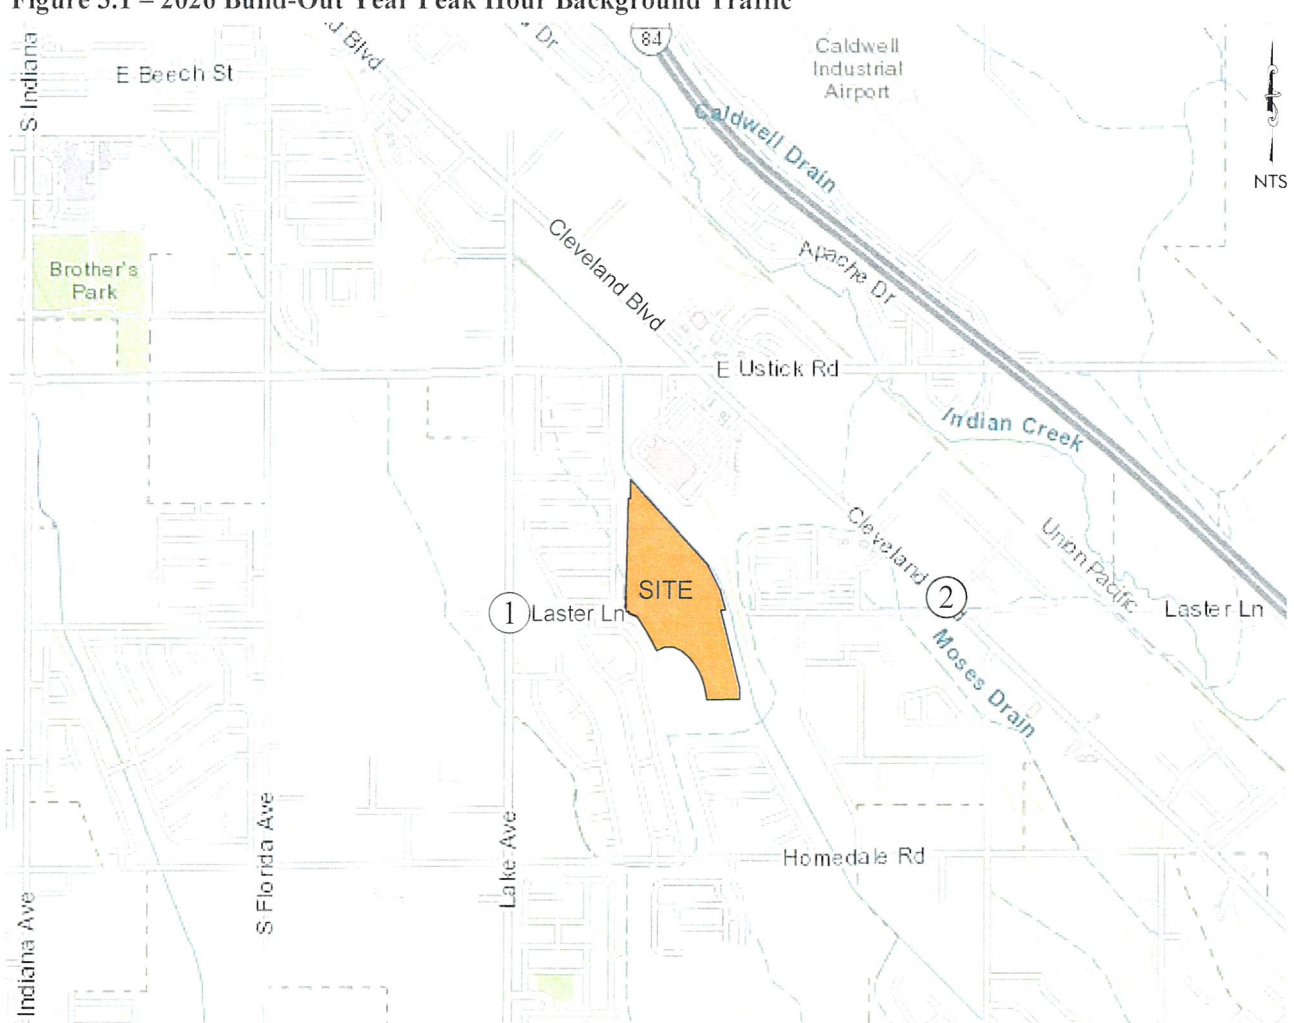 Figure 3.1 – 2026 Build-Out Year Peak Hour Background Traffic
S Indiana
E Beech St
Blvd
Dr
84
Caldwell
Industrial
Airport
NTS
Caldwell Drain
Cleveland Blvd
Apache Dr
Brother's
Park
E Ustick Rd
Indian Creek
Cleveland
Union Pacific
SITE
1
Laster Ln
2
Laster Ln
Moses Drain
S Florida Ave
Lake Ave
Homedale Rd
Indiana Ave